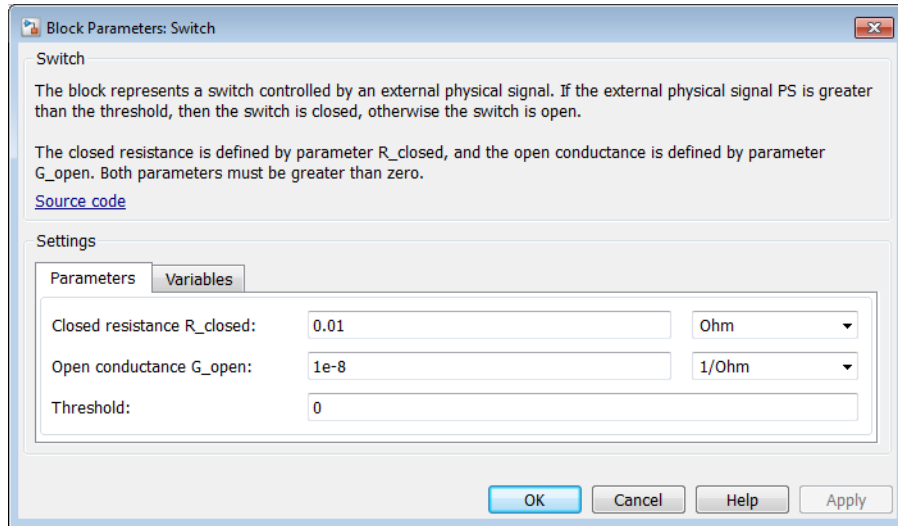 Block Parameters: Switch
Switch
The block represents a switch controlled by an external physical signal. If the external physical signal PS is greater
than the threshold, then the switch is closed, otherwise the switch is open.
The closed resistance is defined by parameter R_closed, and the open conductance is defined by parameter
G_open. Both parameters must be greater than zero.
Source code
Settings
Parameters Variables
Closed resistance R_closed: 0.01 Ohm
Open conductance G_open: 1e-8 1/Ohm
Threshold: 0
OK Cancel Help Apply